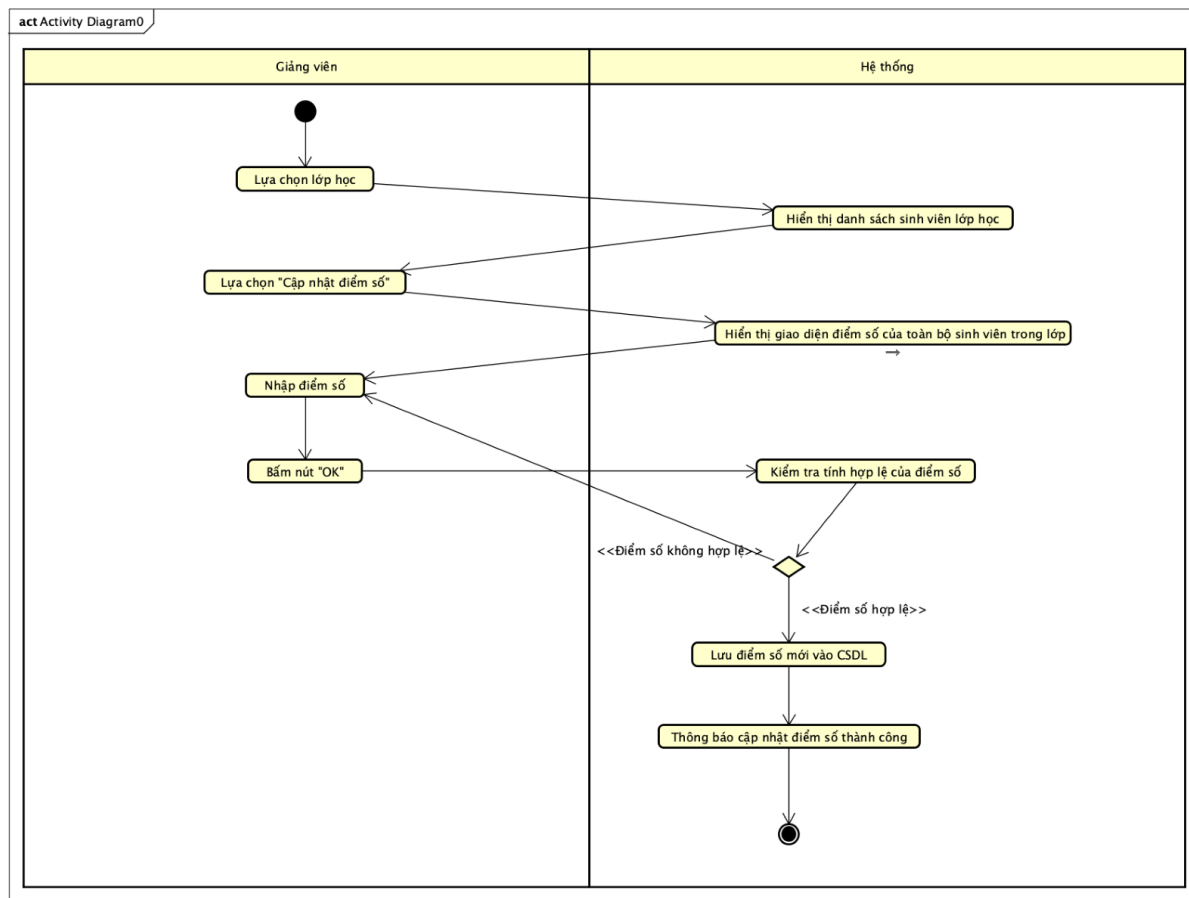 act Activity Diagram0
Giảng viên
Hệ thống
Lựa chọn lớp học
Hiển thị danh sách sinh viên lớp học
Lựa chọn "Cập nhật điểm số"
Hiển thị giao diện điểm số của toàn bộ sinh viên trong lớp
Nhập điểm số
Bấm nút "OK"
Kiểm tra tính hợp lệ của điểm số
<<Điểm số không hợp lệ>>
<<Điểm số hợp lệ>>
Lưu điểm số mới vào CSDL
Thông báo cập nhật điểm số thành công